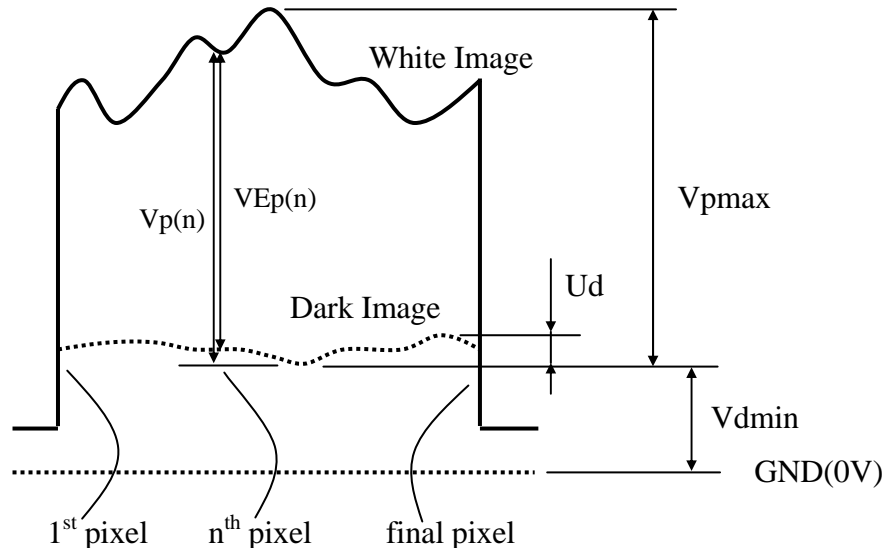 White Image
Vp(n)
VEp(n)
Vpmax
Ud
Dark Image
Vdmin
GND(0V)
1st pixel
nth pixel
final pixel